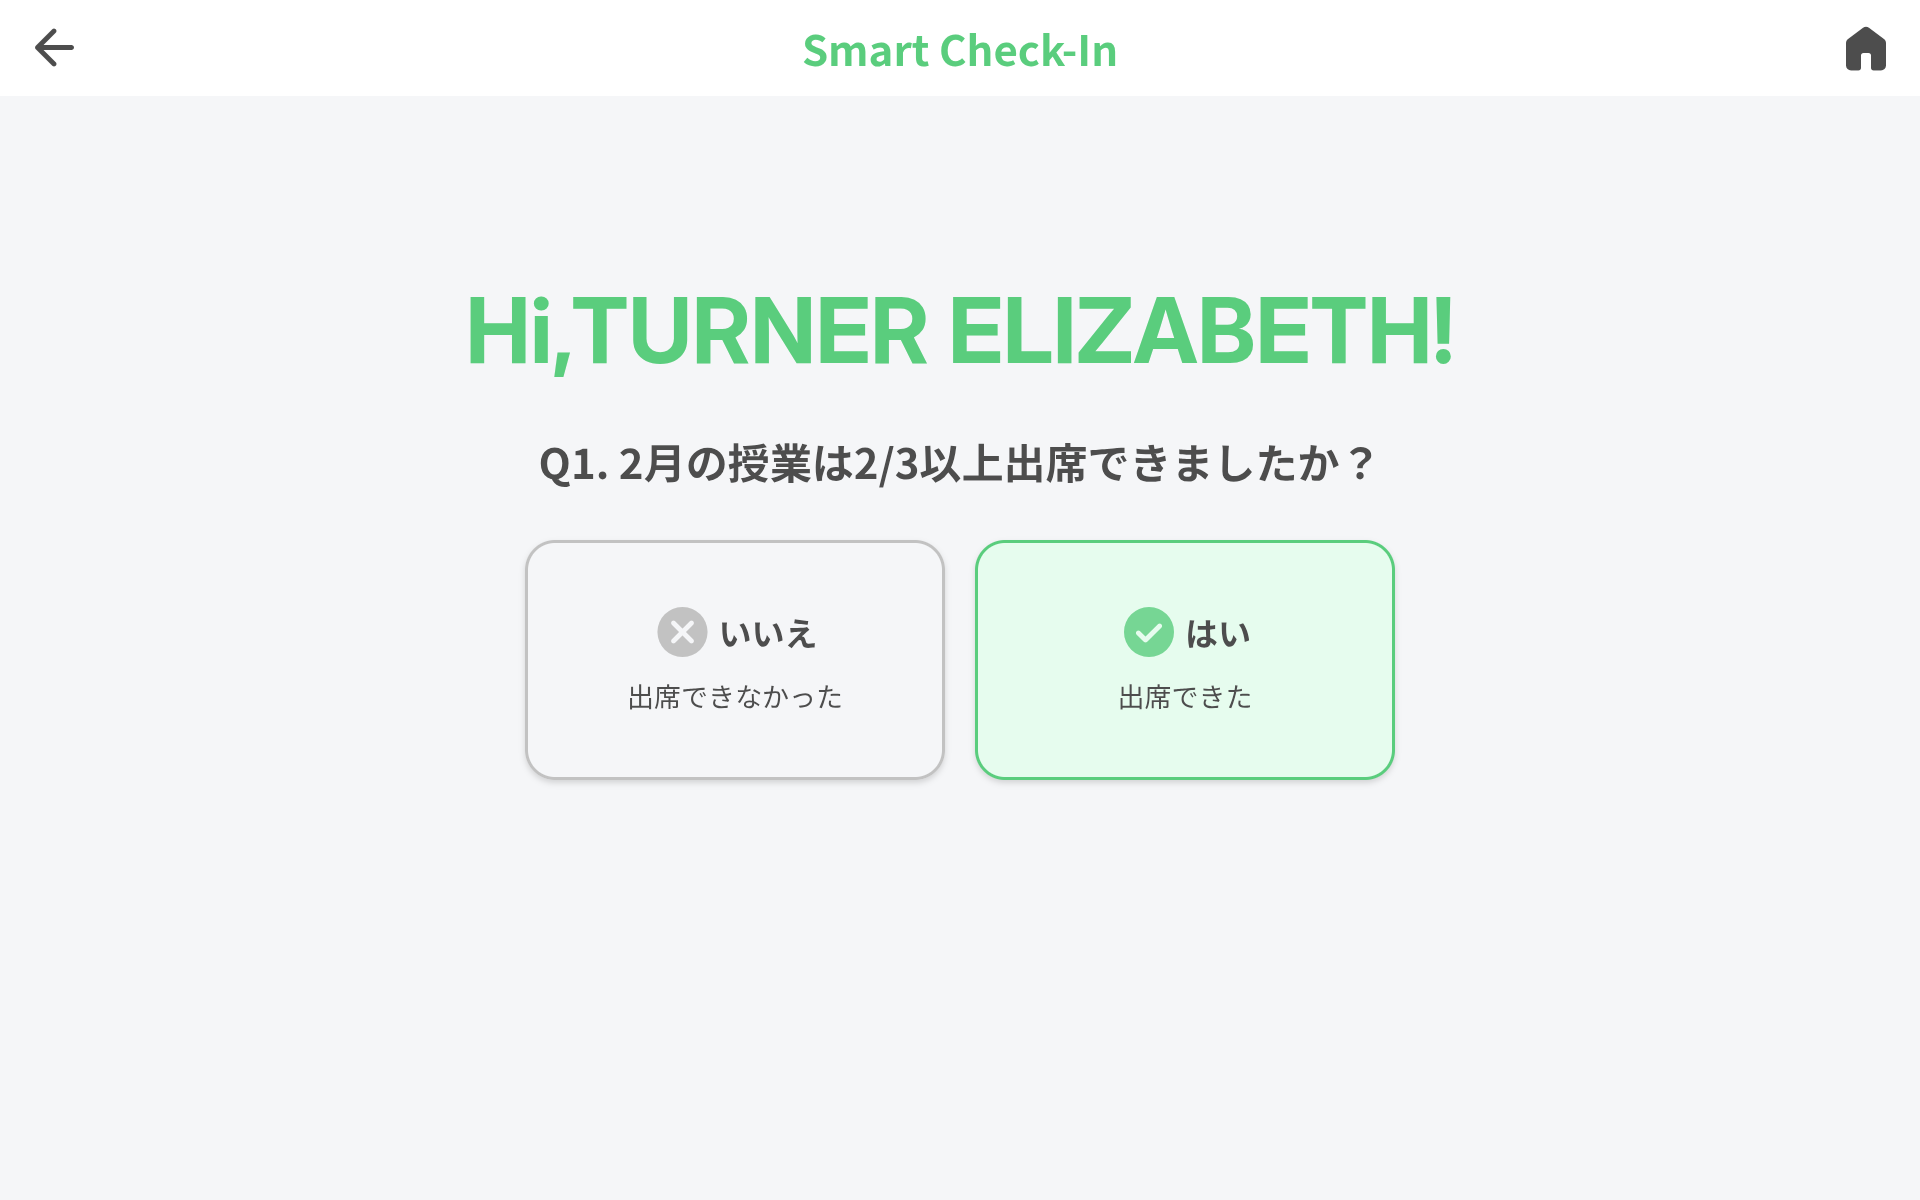 Smart Check-In
Hi,TURNER ELIZABETH!
Q1. 2月の授業は2/3以上出席できましたか？
いいえ
出席できなかった
はい
出席できた